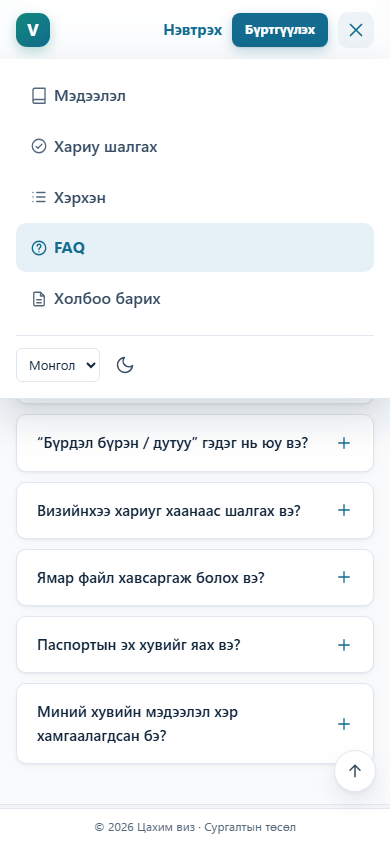 V
Нэвтрэх
Бүртгүүлэх
Мэдээлэл
Хариу шалгах
Хэрхэн
FAQ
Холбоо барих
Монгол
“Бүрдэл бүрэн / дутуу” гэдэг нь юу вэ?
Визийнхээ хариуг хаанаас шалгах вэ?
Ямар файл хавсаргаж болох вэ?
Паспортын эх хувийг яах вэ?
Миний хувийн мэдээлэл хэр
хамгаалагдсан бэ?
© 2026 Цахим виз · Сургалтын төсөл